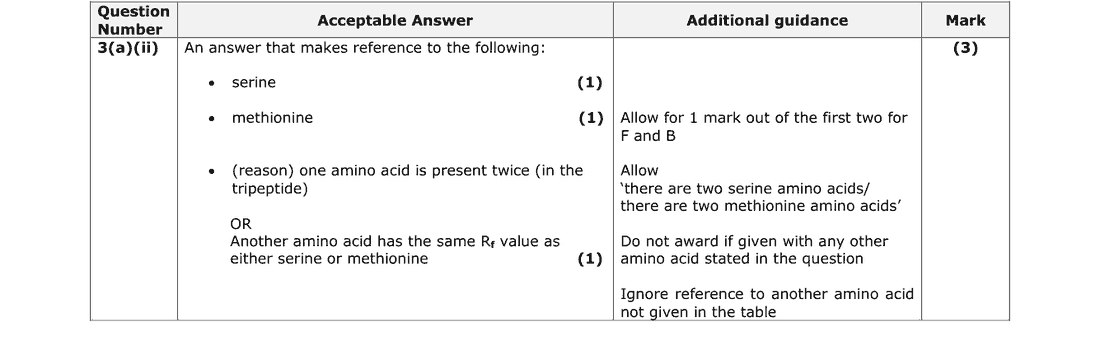 Question Number Acceptable Answer Additional guidance Mark
3(a)(ii) An answer that makes reference to the following: (3)
• serine (1)
• methionine (1) Allow for 1 mark out of the first two for
F and B
• (reason) one amino acid is present twice (in the Allow
tripeptide) ‘there are two serine amino acids/
there are two methionine amino acids’
OR
Another amino acid has the same Rf value as Do not award if given with any other
either serine or methionine (1) amino acid stated in the question
Ignore reference to another amino acid
not given in the table